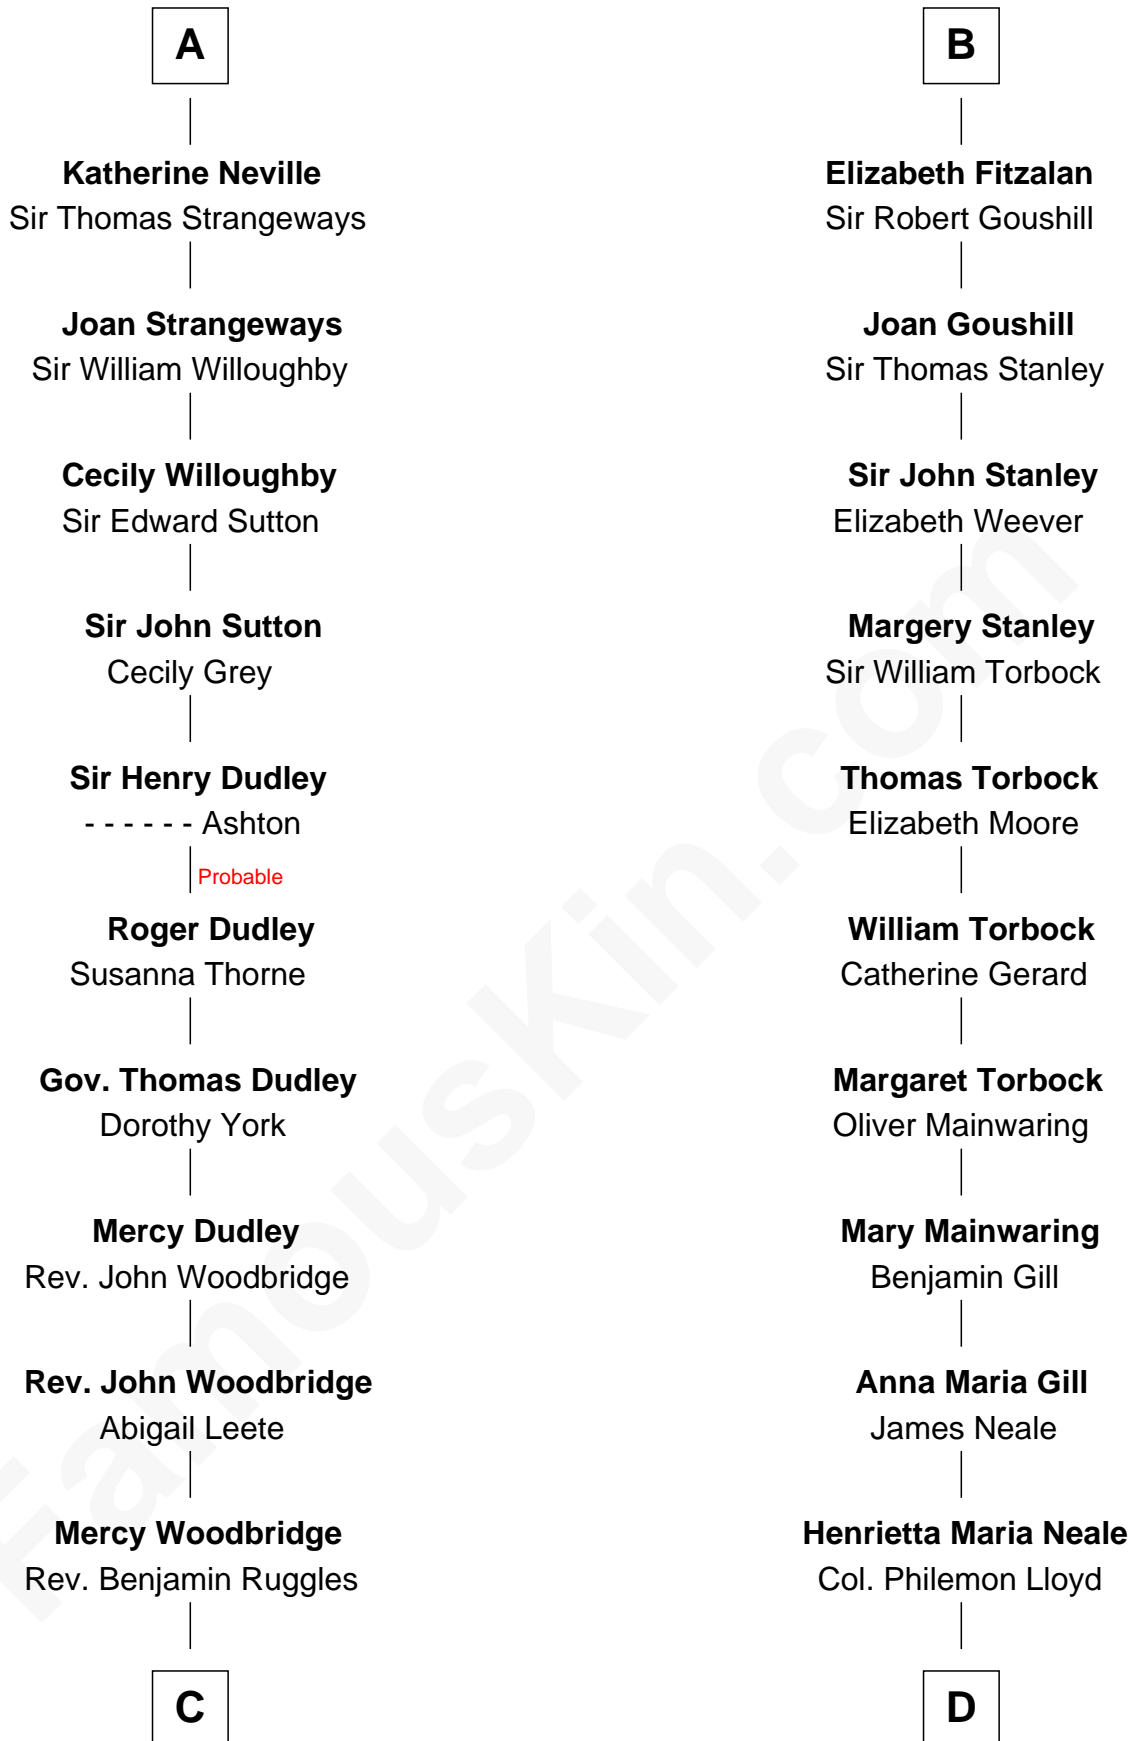 A
Katherine Neville
Sir Thomas Strangeways
Joan Strangeways
Sir William Willoughby
Cecily Willoughby
Sir Edward Sutton
Sir John Sutton
Cecily Grey
Sir Henry Dudley
- - - - - - Ashton
Probable
Roger Dudley
Susanna Thorne
Gov. Thomas Dudley
Dorothy York
Mercy Dudley
Rev. John Woodbridge
Rev. John Woodbridge
Abigail Leete
Mercy Woodbridge
Rev. Benjamin Ruggles
C
B
Elizabeth Fitzalan
Sir Robert Goushill
Joan Goushill
Sir Thomas Stanley
Sir John Stanley
Elizabeth Weever
Margery Stanley
Sir William Torbock
Thomas Torbock
Elizabeth Moore
William Torbock
Catherine Gerard
Margaret Torbock
Oliver Mainwaring
Mary Mainwaring
Benjamin Gill
Anna Maria Gill
James Neale
Henrietta Maria Neale
Col. Philemon Lloyd
D
FamousKin.com